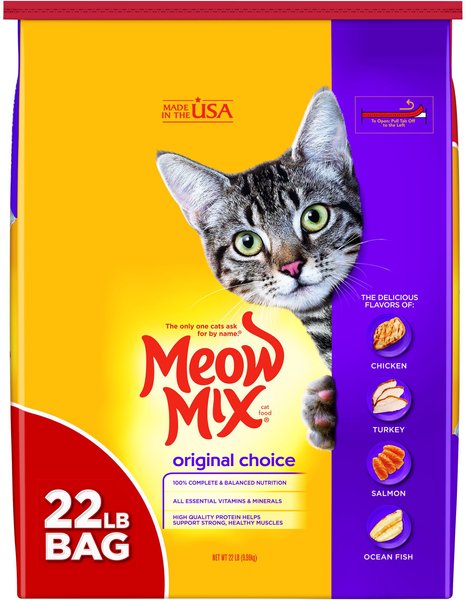 MADE
IN THE USA
To Open: Pull Tab Off
to the Left
The only one cats ask
for by name.®
Meow
Mix
cat
food
®
original choice
100% COMPLETE & BALANCED NUTRITION
ALL ESSENTIAL VITAMINS & MINERALS
HIGH QUALITY PROTEIN HELPS
SUPPORT STRONG, HEALTHY MUSCLES
THE DELICIOUS
FLAVORS OF:
CHICKEN
TURKEY
SALMON
OCEAN FISH
22LB
BAG
NET WT 22 LB (9.98kg)